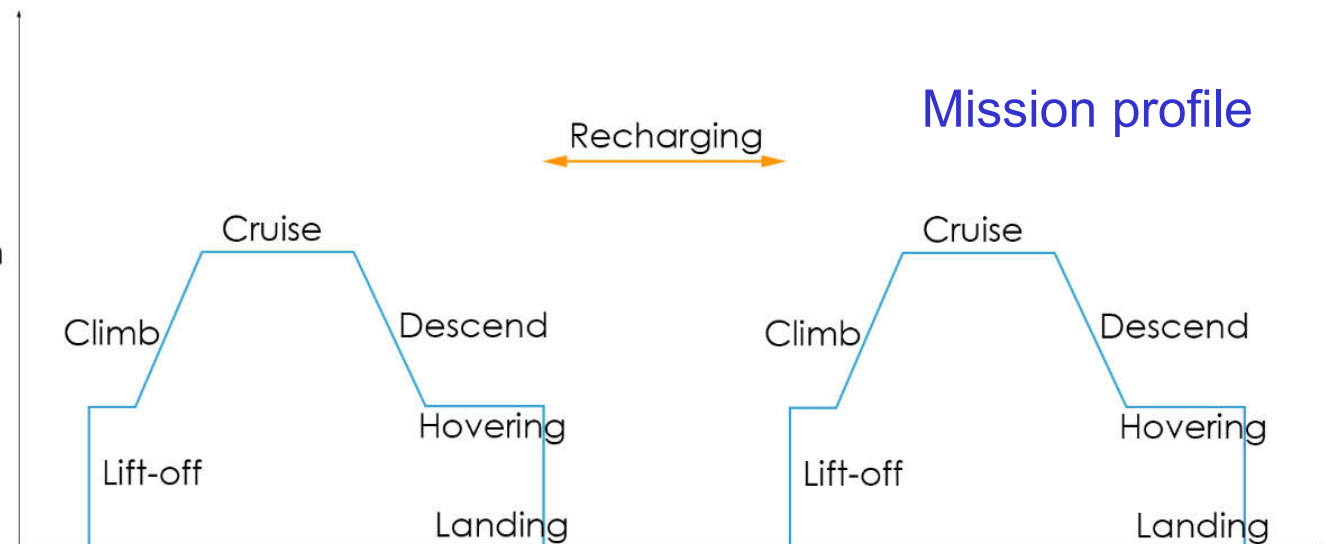 Mission profile
Recharging
Cruise
Cruise
Climb
Descend
Climb
Descend
Hovering
Hovering
Lift-off
Lift-off
Landing
Landing